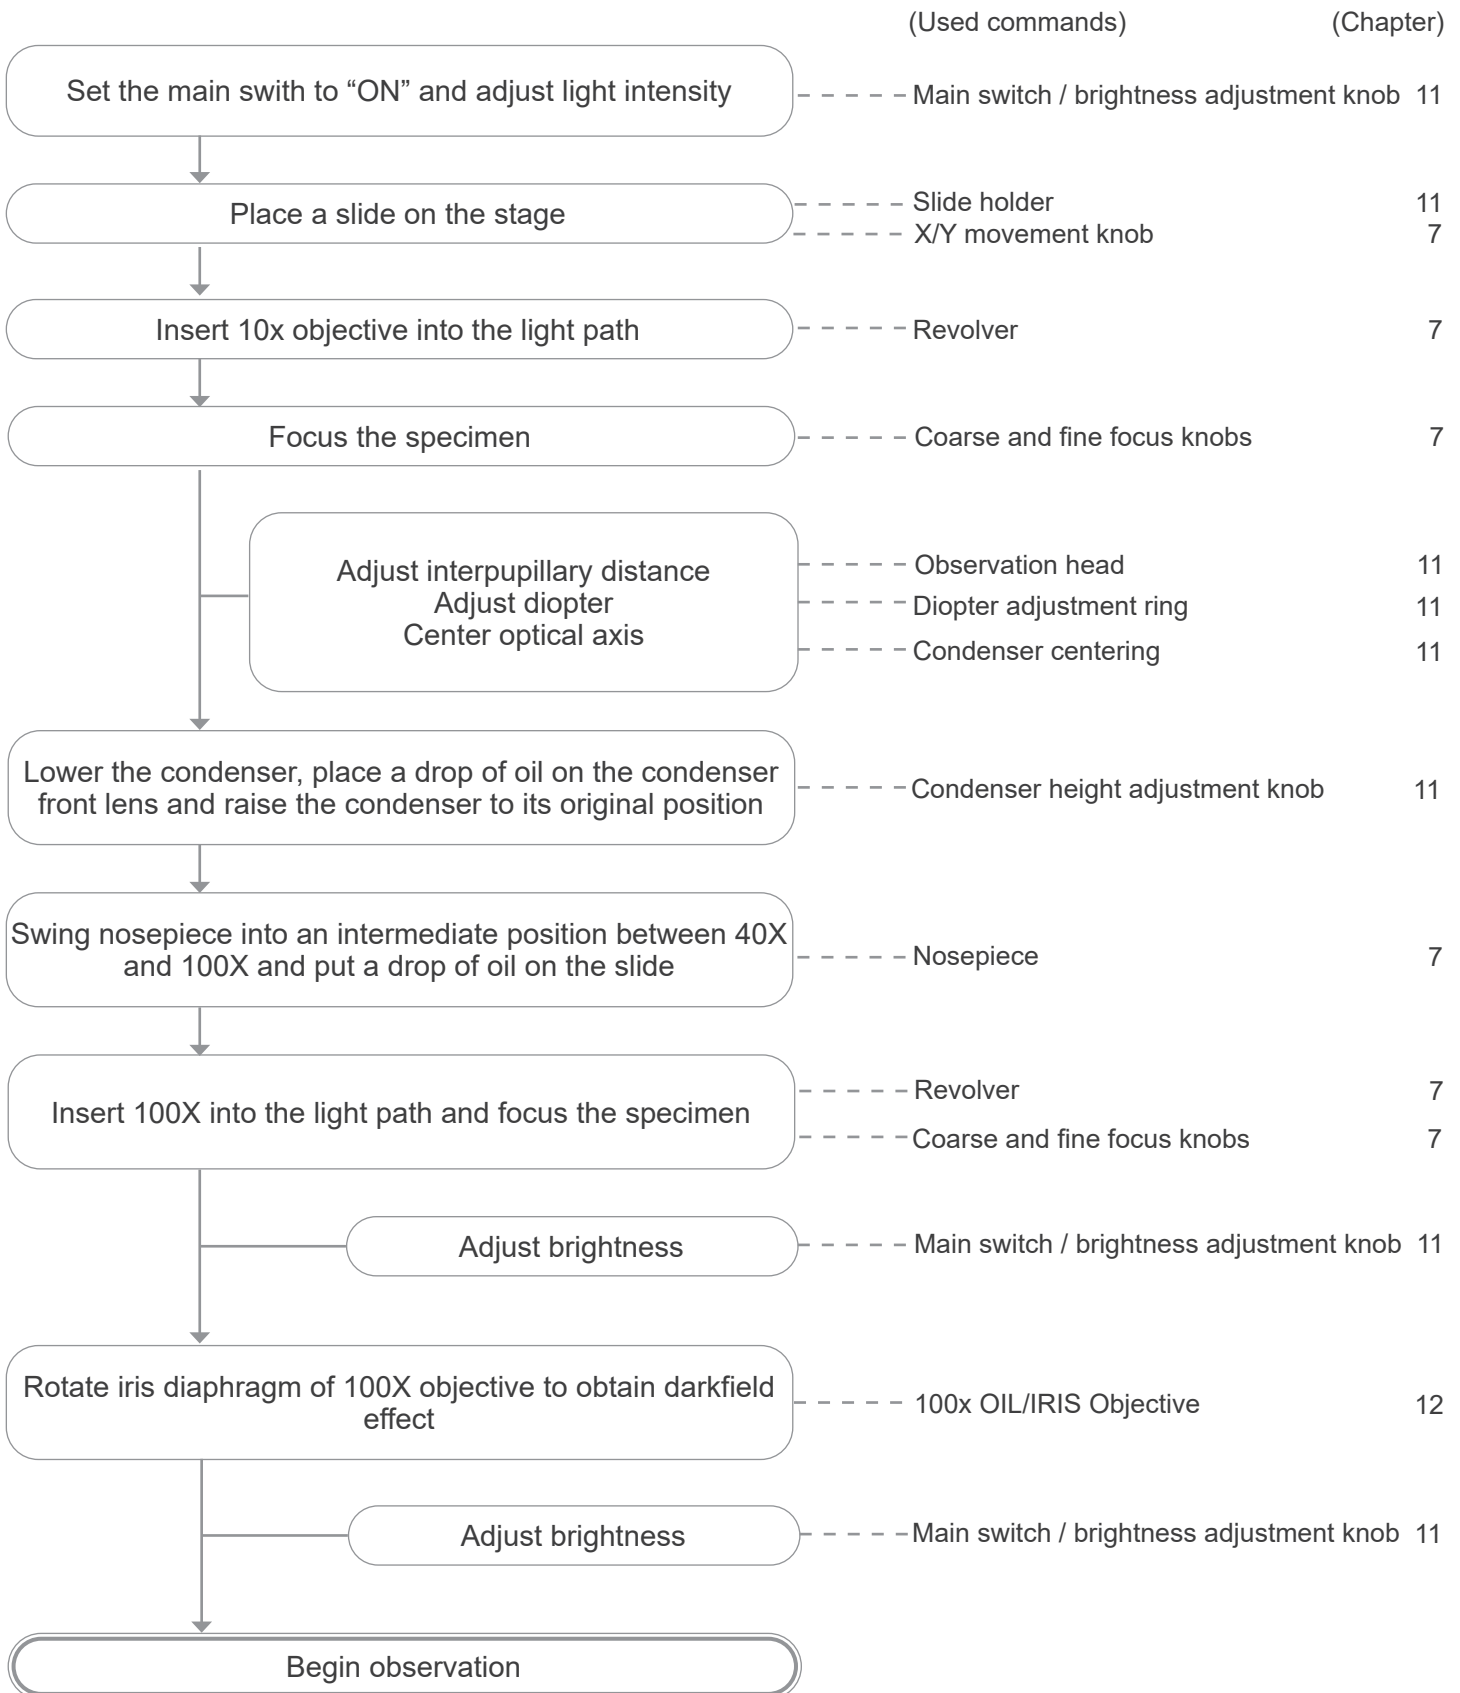 (Used commands) (Chapter)
Set the main swith to “ON” and adjust light intensity
Main switch / brightness adjustment knob 11
Place a slide on the stage
Slide holder 11
X/Y movement knob 7
Insert 10x objective into the light path
Revolver 7
Focus the specimen
Coarse and fine focus knobs 7
Adjust interpupillary distance
Adjust diopter
Center optical axis
Observation head 11
Diopter adjustment ring 11
Condenser centering 11
Lower the condenser, place a drop of oil on the condenser
front lens and raise the condenser to its original position
Condenser height adjustment knob 11
Swing nosepiece into an intermediate position between 40X
and 100X and put a drop of oil on the slide
Nosepiece 7
Insert 100X into the light path and focus the specimen
Revolver 7
Coarse and fine focus knobs 7
Adjust brightness
Main switch / brightness adjustment knob 11
Rotate iris diaphragm of 100X objective to obtain darkfield
effect
100x OIL/IRIS Objective 12
Adjust brightness
Main switch / brightness adjustment knob 11
Begin observation